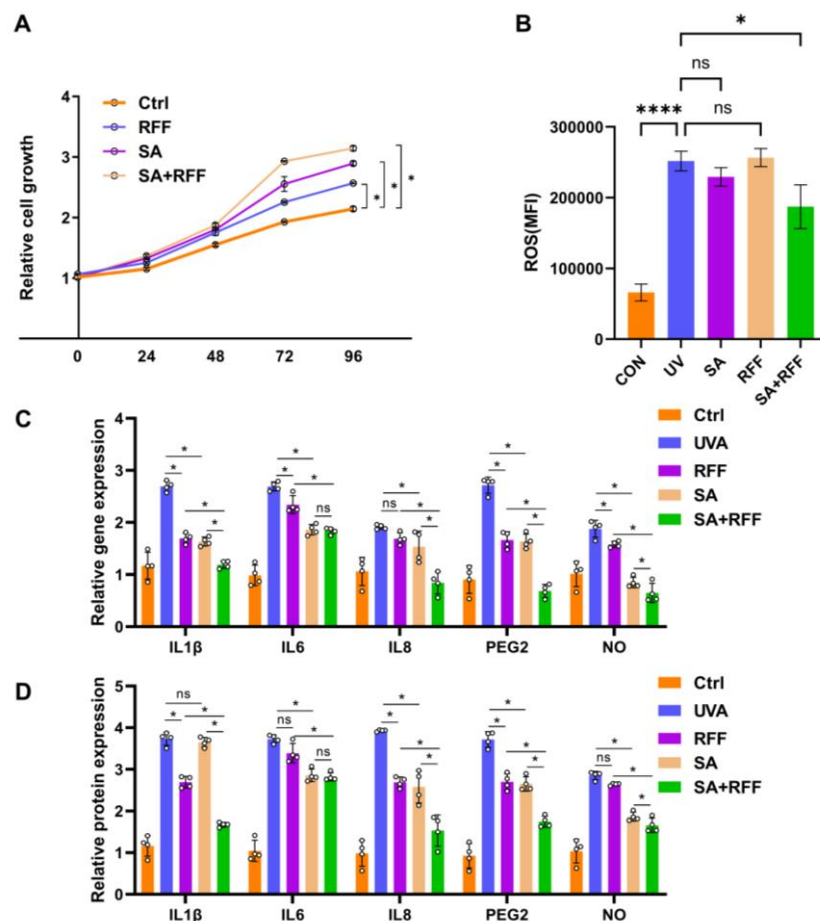 A
Relative cell growth
4
3
2
1
0 24 48 72 96
Ctrl
RFF
SA
SA+RFF
*
*
*
B
*
ns
**** ns
ROS(MFI)
300000
200000
100000
0
CON UV SA RFF SA+RFF
C
Relative gene expression
4
3
2
1
0
* * * *
* * ns *
* ns * *
* * * *
* * * *
IL1β IL6 IL8 PEG2 NO
Ctrl
UVA
RFF
SA
SA+RFF
D
Relative protein expression
5
4
3
2
1
0
ns * * *
* ns * ns
* * * *
* * * *
* ns * *
IL1β IL6 IL8 PEG2 NO
Ctrl
UVA
RFF
SA
SA+RFF